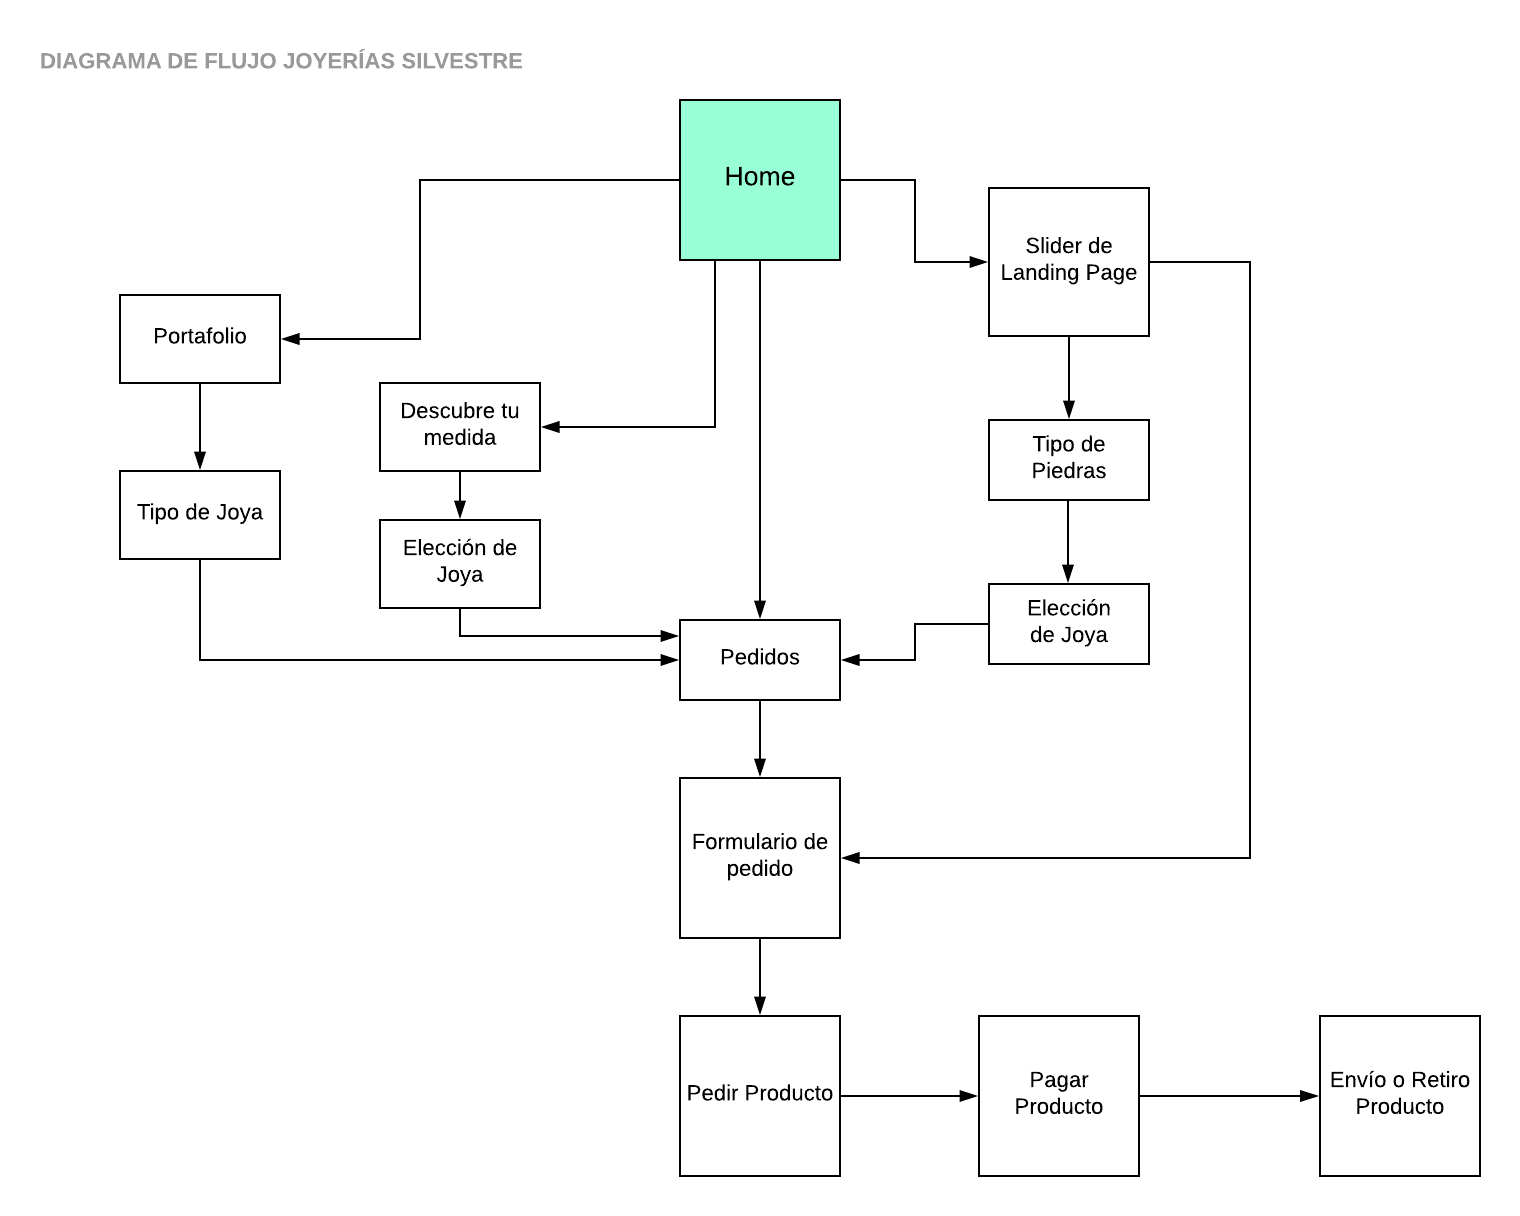 DIAGRAMA DE FLUJO JOYERÍAS SILVESTRE
Home
Slider de
Landing Page
Portafolio
Descubre tu
medida
Tipo de
Piedras
Tipo de Joya
Elección de
Joya
Elección
de Joya
Pedidos
Formulario de
pedido
Pedir Producto
Pagar
Producto
Envío o Retiro
Producto